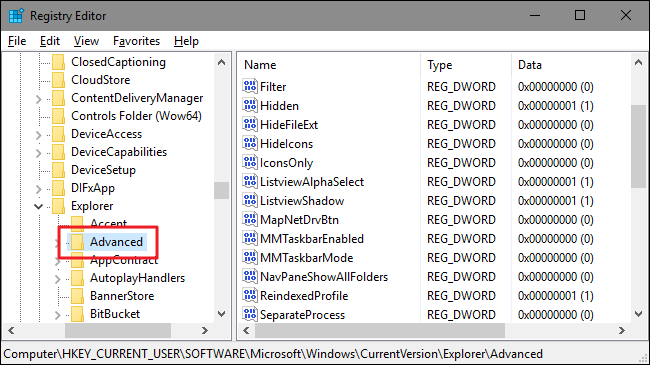 Registry Editor
File Edit View Favorites Help
ClosedCaptioning
CloudStore
ContentDeliveryManager
Controls Folder (Wow64)
DeviceAccess
DeviceCapabilities
DeviceSetup
DIFxApp
Explorer
Accent
Advanced
AppContract
AutoplayHandlers
BannerStore
BitBucket
Name Type Data
Filter REG_DWORD 0x00000000 (0)
Hidden REG_DWORD 0x00000001 (1)
HideFileExt REG_DWORD 0x00000000 (0)
HideIcons REG_DWORD 0x00000000 (0)
IconsOnly REG_DWORD 0x00000000 (0)
ListviewAlphaSelect REG_DWORD 0x00000001 (1)
ListviewShadow REG_DWORD 0x00000001 (1)
MapNetDrvBtn REG_DWORD 0x00000000 (0)
MMTaskbarEnabled REG_DWORD 0x00000000 (0)
MMTaskbarMode REG_DWORD 0x00000000 (0)
NavPaneShowAllFolders REG_DWORD 0x00000000 (0)
ReindexedProfile REG_DWORD 0x00000001 (1)
SeparateProcess REG_DWORD 0x00000000 (0)
Computer\HKEY_CURRENT_USER\SOFTWARE\Microsoft\Windows\CurrentVersion\Explorer\Advanced